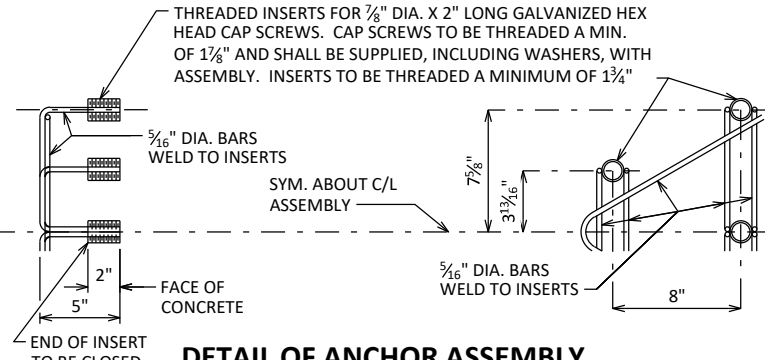 THREADED INSERTS FOR ⅞" DIA. X 2" LONG GALVANIZED HEX
HEAD CAP SCREWS. CAP SCREWS TO BE THREADED A MIN.
OF 1⅞" AND SHALL BE SUPPLIED, INCLUDING WASHERS, WITH
ASSEMBLY. INSERTS TO BE THREADED A MINIMUM OF 1¾"
5⁄16" DIA. BARS
WELD TO INSERTS
SYM. ABOUT C/L
ASSEMBLY
7⅝"
3 13⁄16"
5⁄16" DIA. BARS
WELD TO INSERTS
8"
2"
5"
FACE OF
CONCRETE
END OF INSERT
TO BE CLOSED
DETAIL OF ANCHOR ASSEMBLY